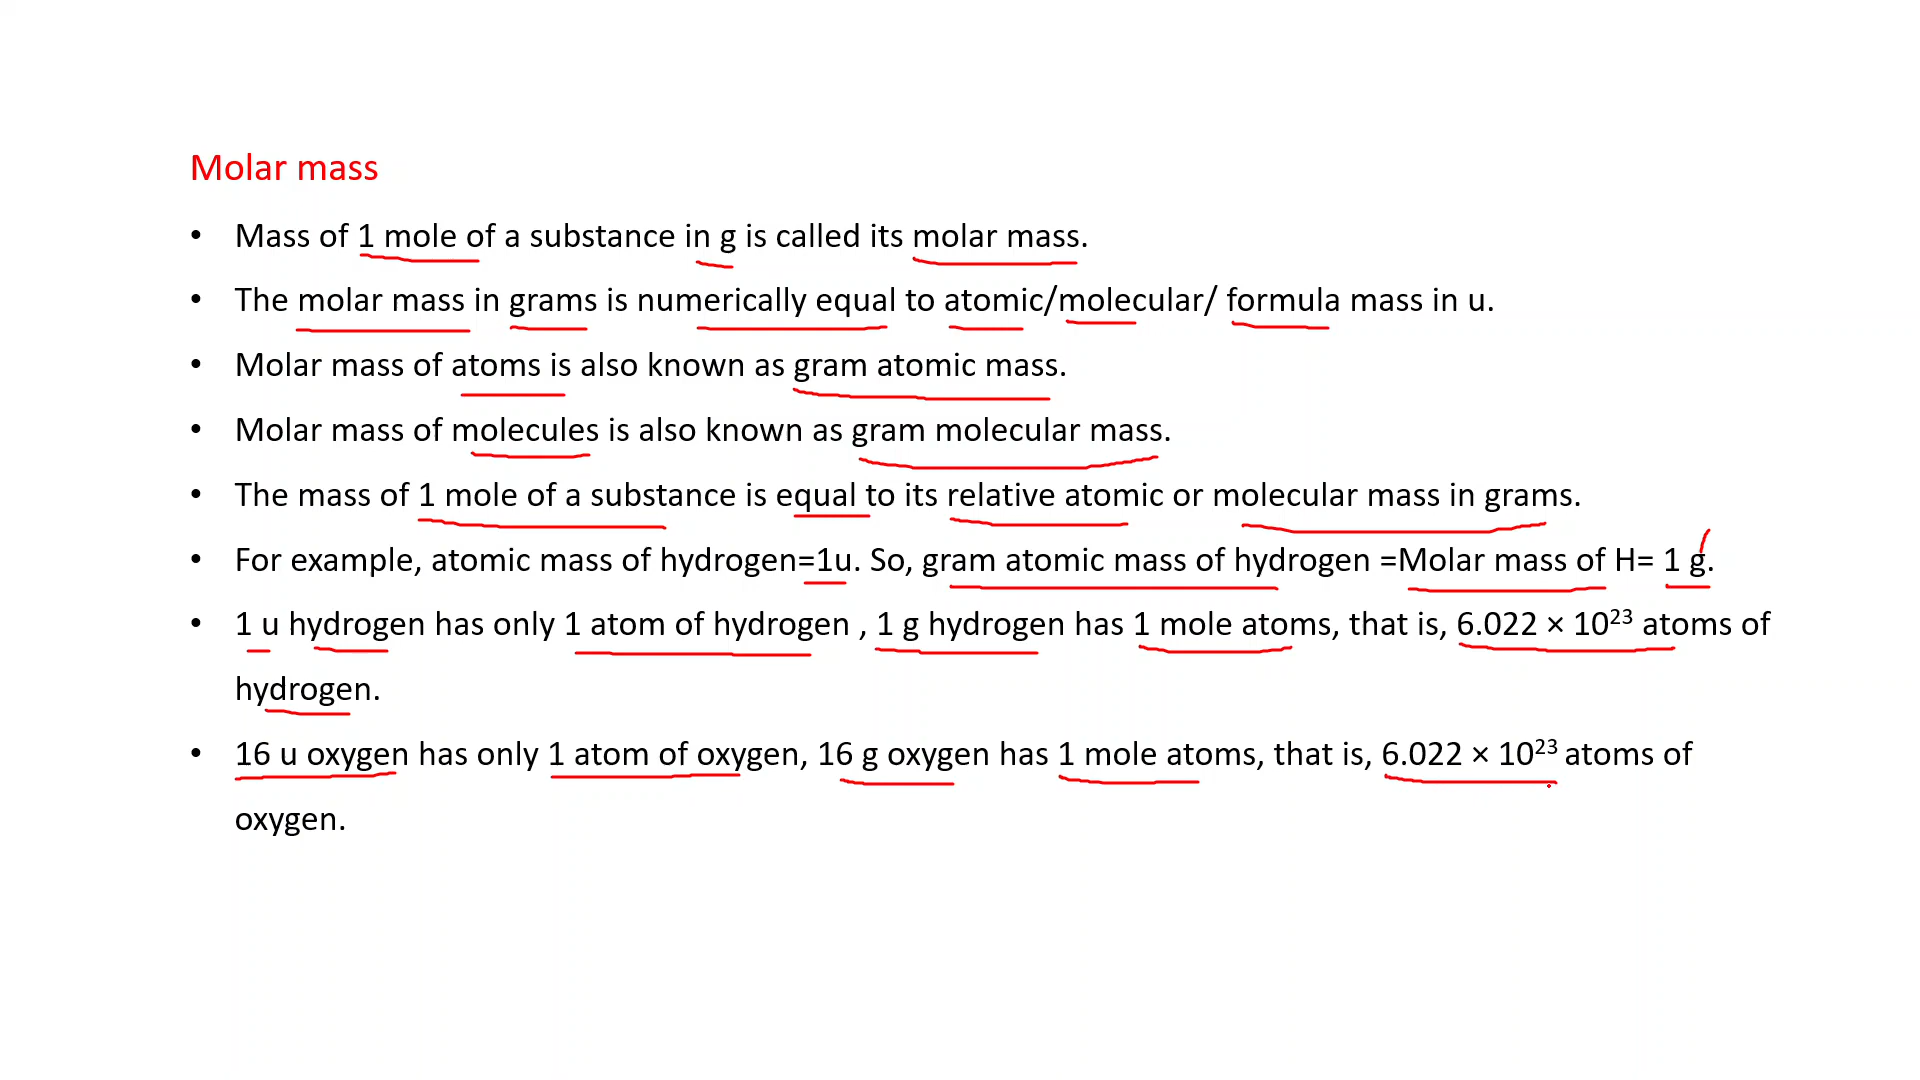 Molar mass
• Mass of 1 mole of a substance in g is called its molar mass.
• The molar mass in grams is numerically equal to atomic/molecular/ formula mass in u.
• Molar mass of atoms is also known as gram atomic mass.
• Molar mass of molecules is also known as gram molecular mass.
• The mass of 1 mole of a substance is equal to its relative atomic or molecular mass in grams.
• For example, atomic mass of hydrogen=1u. So, gram atomic mass of hydrogen =Molar mass of H= 1 g.
• 1 u hydrogen has only 1 atom of hydrogen , 1 g hydrogen has 1 mole atoms, that is, 6.022 × 10²³ atoms of
hydrogen.
• 16 u oxygen has only 1 atom of oxygen, 16 g oxygen has 1 mole atoms, that is, 6.022 × 10²³ atoms of
oxygen.